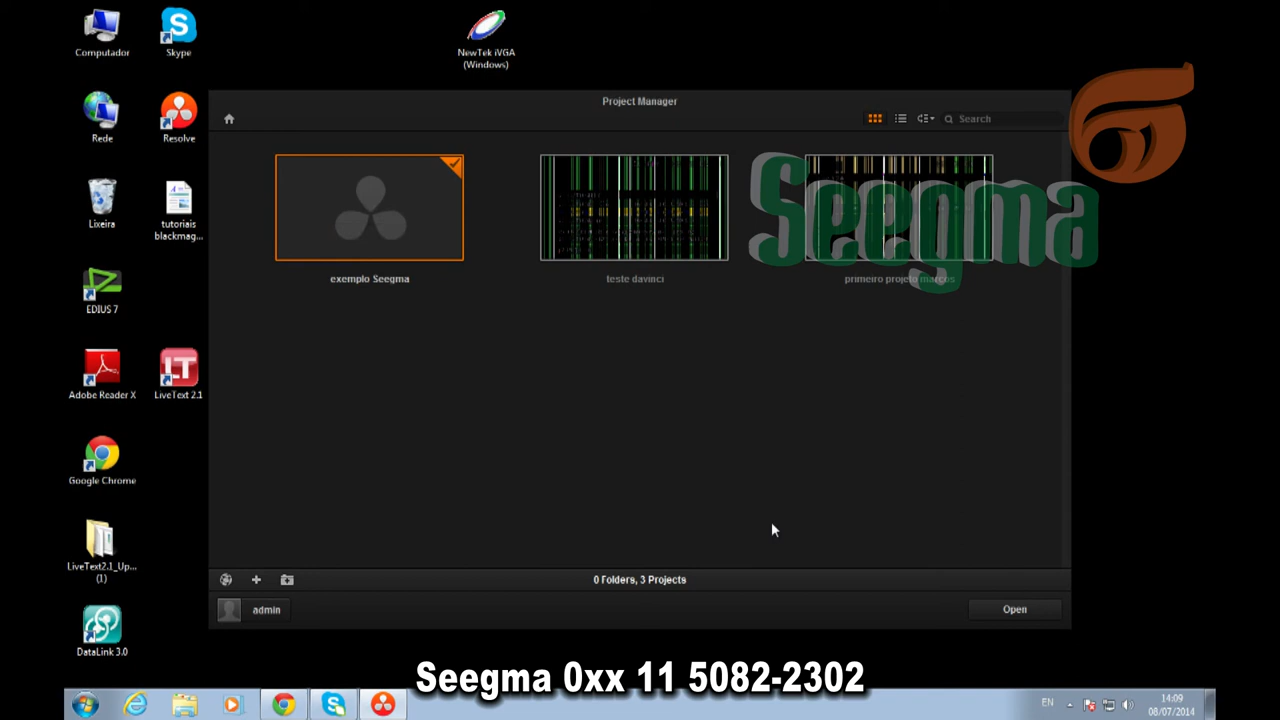 Computador
Skype
NewTek iVGA
(Windows)
Project Manager
Search
Rede
Resolve
Seegma
Lixeira
tutoriais
blackmag...
exemplo Seegma
teste davinci
primeiro projeto marcos
EDIUS 7
LT
Adobe Reader X
LiveText 2.1
Google Chrome
LiveText2.1_Up...
(1)
0 Folders, 3 Projects
admin
Open
DataLink 3.0
Seegma 0xx 11 5082-2302
EN
14:09
08/07/2014